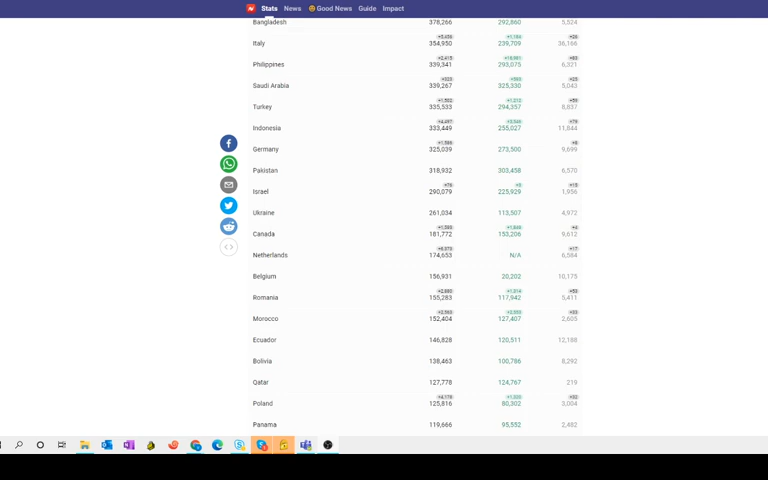 Stats News Good News Guide Impact
Bangladesh 378,266 292,860 5,524
Italy 354,950 239,709 36,166
Philippines 339,341 293,075 6,321
Saudi Arabia 339,267 325,330 5,043
Turkey 335,533 294,357 8,837
Indonesia 333,449 255,027 11,844
Germany 325,039 273,500 9,699
Pakistan 318,932 303,458 6,570
Israel 290,079 225,929 1,956
Ukraine 261,034 113,507 4,972
Canada 181,772 153,206 9,612
Netherlands 174,653 N/A 6,584
Belgium 156,931 20,202 10,175
Romania 155,283 117,942 5,411
Morocco 152,404 127,407 2,605
Ecuador 146,828 120,511 12,188
Bolivia 138,463 100,786 8,292
Qatar 127,778 124,767 219
Poland 125,816 80,302 3,004
Panama 119,666 95,552 2,482